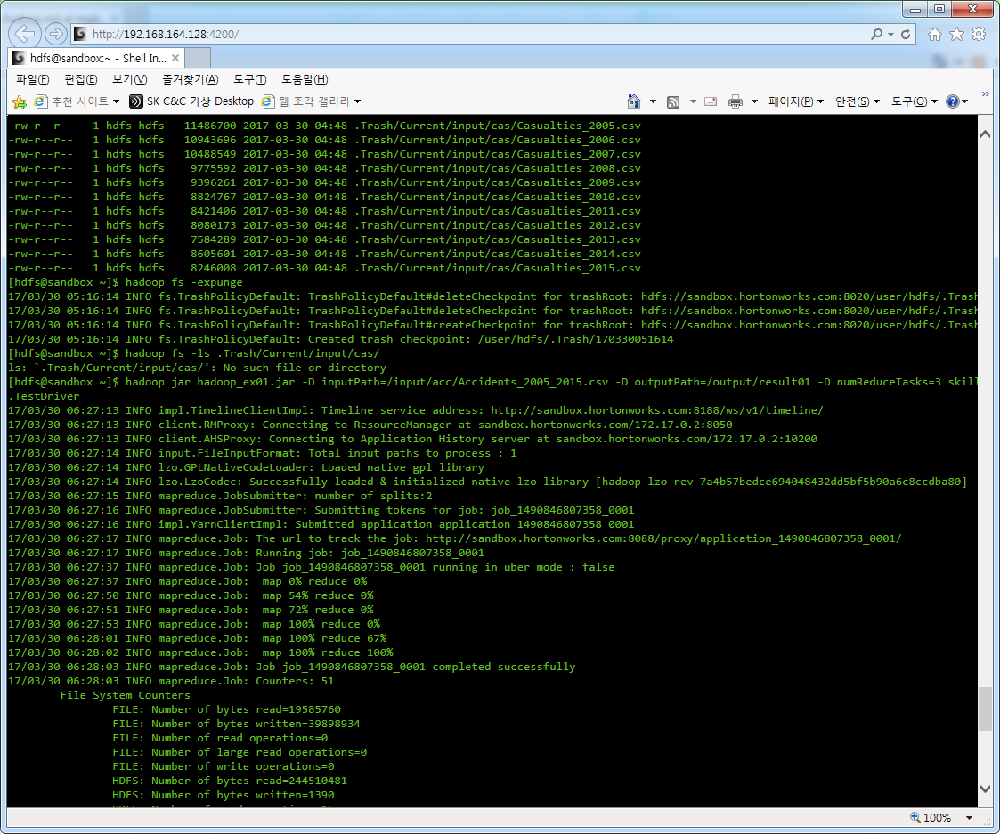 http://192.168.164.128:4200/
hdfs@sandbox:~ - Shell In...
파일(F) 편집(E) 보기(V) 즐겨찾기(A) 도구(T) 도움말(H)
추천 사이트 SK C&C 가상 Desktop 웹 조각 갤러리 페이지(P) 안전(S) 도구(O)
-rw-r--r-- 1 hdfs hdfs 11486700 2017-03-30 04:48 .Trash/Current/input/cas/Casualties_2005.csv
-rw-r--r-- 1 hdfs hdfs 10943696 2017-03-30 04:48 .Trash/Current/input/cas/Casualties_2006.csv
-rw-r--r-- 1 hdfs hdfs 10488549 2017-03-30 04:48 .Trash/Current/input/cas/Casualties_2007.csv
-rw-r--r-- 1 hdfs hdfs 9775592 2017-03-30 04:48 .Trash/Current/input/cas/Casualties_2008.csv
-rw-r--r-- 1 hdfs hdfs 9396261 2017-03-30 04:48 .Trash/Current/input/cas/Casualties_2009.csv
-rw-r--r-- 1 hdfs hdfs 8824767 2017-03-30 04:48 .Trash/Current/input/cas/Casualties_2010.csv
-rw-r--r-- 1 hdfs hdfs 8421406 2017-03-30 04:48 .Trash/Current/input/cas/Casualties_2011.csv
-rw-r--r-- 1 hdfs hdfs 8080173 2017-03-30 04:48 .Trash/Current/input/cas/Casualties_2012.csv
-rw-r--r-- 1 hdfs hdfs 7584289 2017-03-30 04:48 .Trash/Current/input/cas/Casualties_2013.csv
-rw-r--r-- 1 hdfs hdfs 8605601 2017-03-30 04:48 .Trash/Current/input/cas/Casualties_2014.csv
-rw-r--r-- 1 hdfs hdfs 8246008 2017-03-30 04:48 .Trash/Current/input/cas/Casualties_2015.csv
[hdfs@sandbox ~]$ hadoop fs -expunge
17/03/30 05:16:14 INFO fs.TrashPolicyDefault: TrashPolicyDefault#deleteCheckpoint for trashRoot: hdfs://sandbox.hortonworks.com:8020/user/hdfs/.Trash
17/03/30 05:16:14 INFO fs.TrashPolicyDefault: TrashPolicyDefault#deleteCheckpoint for trashRoot: hdfs://sandbox.hortonworks.com:8020/user/hdfs/.Trash
17/03/30 05:16:14 INFO fs.TrashPolicyDefault: TrashPolicyDefault#createCheckpoint for trashRoot: hdfs://sandbox.hortonworks.com:8020/user/hdfs/.Trash
17/03/30 05:16:14 INFO fs.TrashPolicyDefault: Created trash checkpoint: /user/hdfs/.Trash/170330051614
[hdfs@sandbox ~]$ hadoop fs -ls .Trash/Current/input/cas/
ls: `.Trash/Current/input/cas/': No such file or directory
[hdfs@sandbox ~]$ hadoop jar hadoop_ex01.jar -D inputPath=/input/acc/Accidents_2005_2015.csv -D outputPath=/output/result01 -D numReduceTasks=3 skill
.TestDriver
17/03/30 06:27:13 INFO impl.TimelineClientImpl: Timeline service address: http://sandbox.hortonworks.com:8188/ws/v1/timeline/
17/03/30 06:27:13 INFO client.RMProxy: Connecting to ResourceManager at sandbox.hortonworks.com/172.17.0.2:8050
17/03/30 06:27:13 INFO client.AHSProxy: Connecting to Application History server at sandbox.hortonworks.com/172.17.0.2:10200
17/03/30 06:27:14 INFO input.FileInputFormat: Total input paths to process : 1
17/03/30 06:27:14 INFO lzo.GPLNativeCodeLoader: Loaded native gpl library
17/03/30 06:27:14 INFO lzo.LzoCodec: Successfully loaded & initialized native-lzo library [hadoop-lzo rev 7a4b57bedce694048432dd5bf5b90a6c8ccdba80]
17/03/30 06:27:15 INFO mapreduce.JobSubmitter: number of splits:2
17/03/30 06:27:16 INFO mapreduce.JobSubmitter: Submitting tokens for job: job_1490846807358_0001
17/03/30 06:27:16 INFO impl.YarnClientImpl: Submitted application application_1490846807358_0001
17/03/30 06:27:17 INFO mapreduce.Job: The url to track the job: http://sandbox.hortonworks.com:8088/proxy/application_1490846807358_0001/
17/03/30 06:27:17 INFO mapreduce.Job: Running job: job_1490846807358_0001
17/03/30 06:27:37 INFO mapreduce.Job: Job job_1490846807358_0001 running in uber mode : false
17/03/30 06:27:37 INFO mapreduce.Job: map 0% reduce 0%
17/03/30 06:27:50 INFO mapreduce.Job: map 54% reduce 0%
17/03/30 06:27:51 INFO mapreduce.Job: map 72% reduce 0%
17/03/30 06:27:53 INFO mapreduce.Job: map 100% reduce 0%
17/03/30 06:28:01 INFO mapreduce.Job: map 100% reduce 67%
17/03/30 06:28:02 INFO mapreduce.Job: map 100% reduce 100%
17/03/30 06:28:03 INFO mapreduce.Job: Job job_1490846807358_0001 completed successfully
17/03/30 06:28:03 INFO mapreduce.Job: Counters: 51
File System Counters
FILE: Number of bytes read=19585760
FILE: Number of bytes written=39898934
FILE: Number of read operations=0
FILE: Number of large read operations=0
FILE: Number of write operations=0
HDFS: Number of bytes read=244510481
HDFS: Number of bytes written=1390
100%